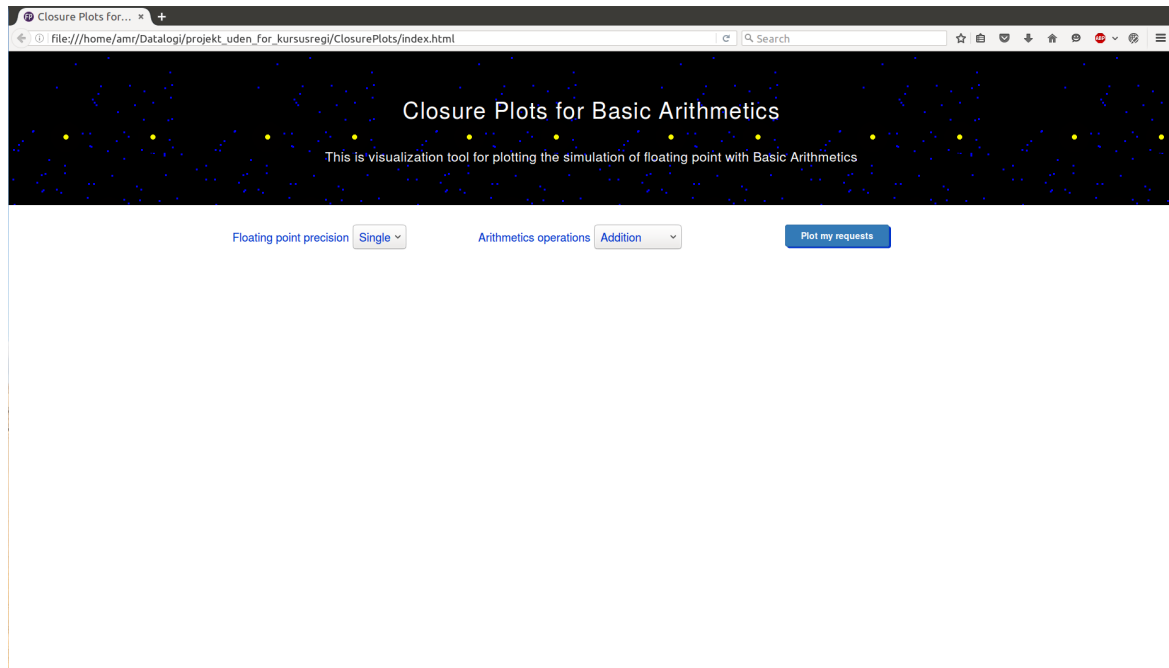 FP Closure Plots for... × +
file:///home/amr/Datalogi/projekt_uden_for_kursusregi/ClosurePlots/index.html
Search
ABP
Closure Plots for Basic Arithmetics
This is visualization tool for plotting the simulation of floating point with Basic Arithmetics
Floating point precision Single Arithmetics operations Addition Plot my requests